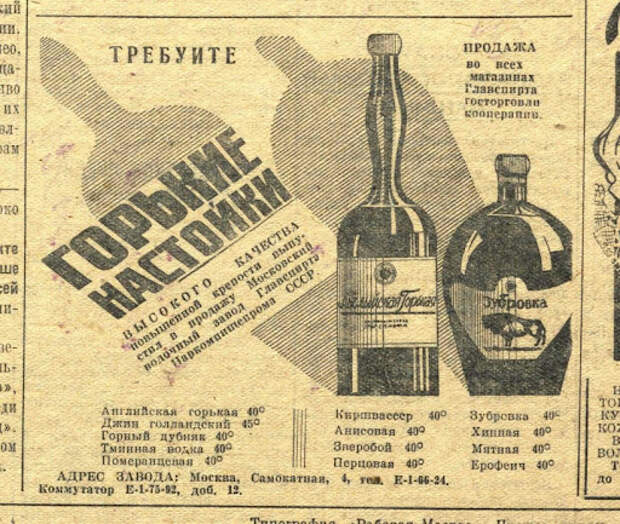 ТРЕБУЙТЕ
ГОРЬКИЕ
НАСТОЙКИ
ВЫСОКОГО КАЧЕСТВА
повышенной крепости выпу-
стил в продажу Московский
водочный завод Главспирта
Наркомпищепрома СССР
ПРОДАЖА
во всех
магазинах
Главспирта
госторговли
кооперации.
Английская Горькая
Зубровка
Английская горькая 40°
Джин голландский 45°
Горный дубняк 40°
Тминная водка 40°
Померанцевая 40°
Киршвассер 40°
Анисовая 40°
Зверобой 40°
Перцовая 40°
Зубровка 40°
Хинная 40°
Мятная 40°
Ерофеич 40°
АДРЕС ЗАВОДА: Москва, Самокатная, 4, тел. Е-1-66-24.
Коммутатор Е-1-75-92, доб. 12.